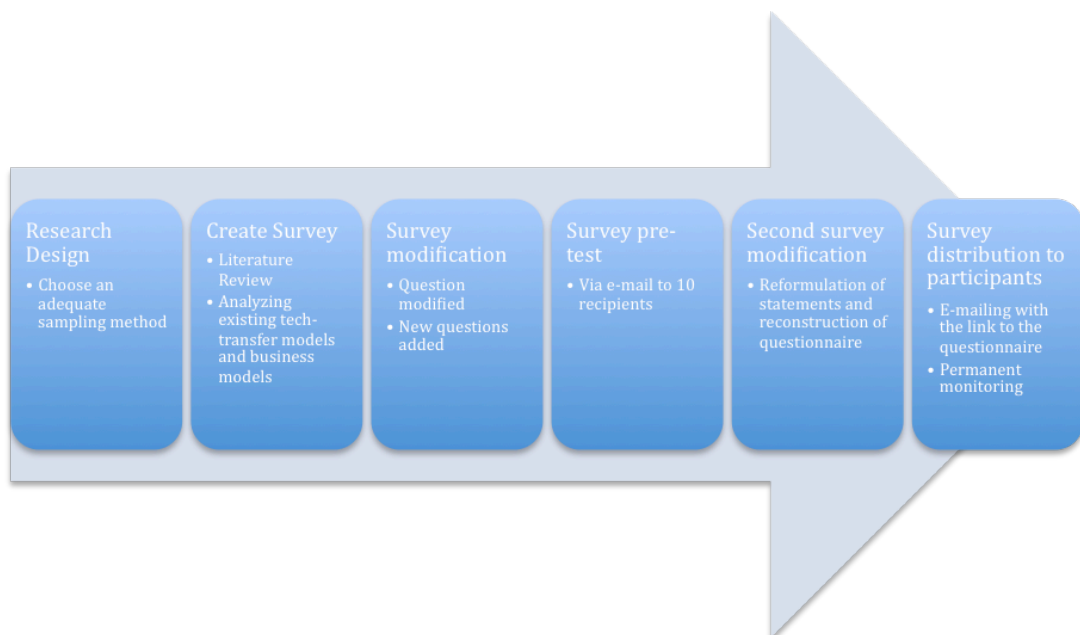 Research
Design
• Choose an
adequate
sampling method
Create Survey
• Literature
Review
• Analyzing
existing tech-
transfer models
and business
models
Survey
modification
• Question
modified
• New questions
added
Survey pre-
test
• Via e-mail to 10
recipients
Second survey
modification
• Reformulation of
statements and
reconstruction of
questionnaire
Survey
distribution to
participants
• E-mailing with
the link to the
questionnaire
• Permanent
monitoring